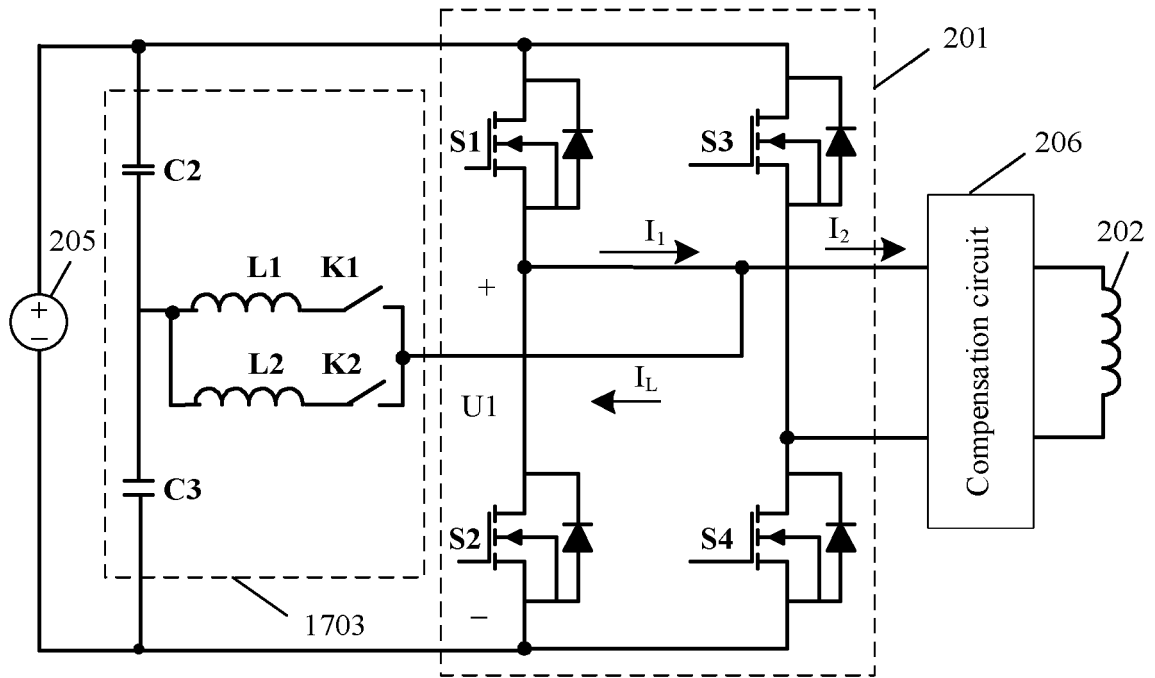 201
S1
S3
206
C2
I1
I2
202
205
L1
K1
+
+
−
L2
K2
IL
U1
Compensation circuit
C3
S2
S4
−
1703